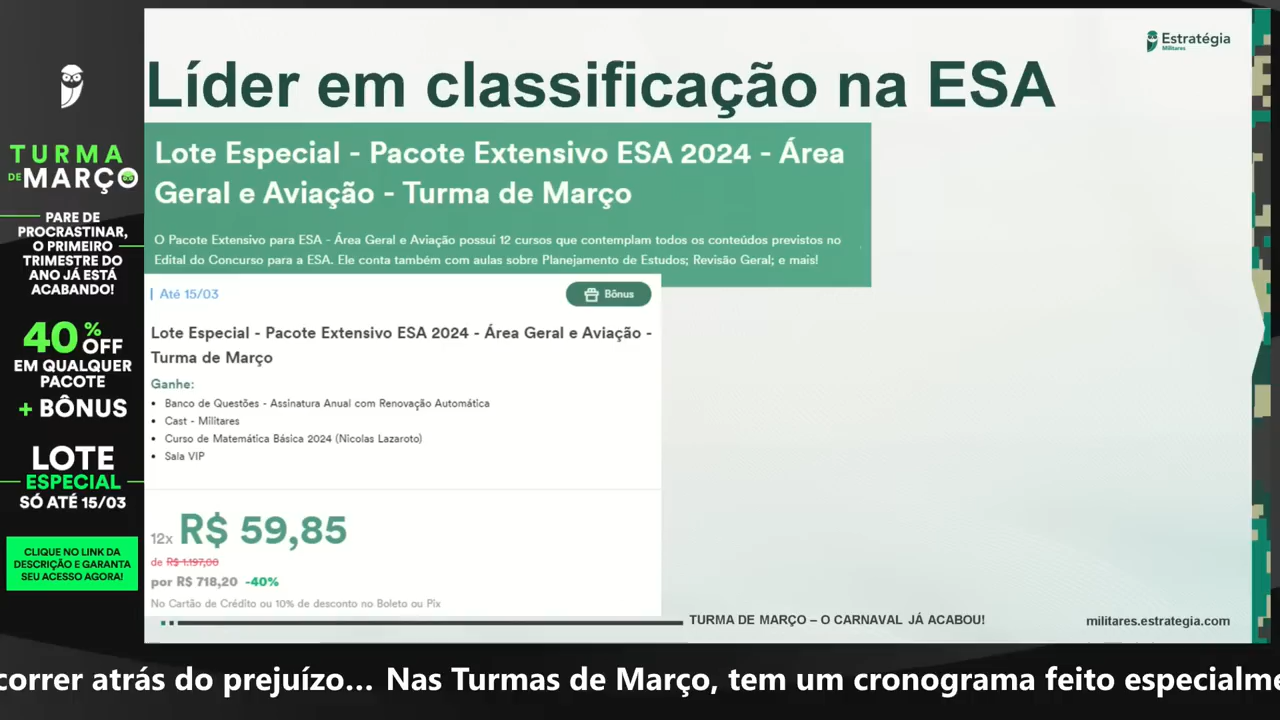 Estratégia
Militares
Líder em classificação na ESA
Lote Especial - Pacote Extensivo ESA 2024 - Área
Geral e Aviação - Turma de Março
O Pacote Extensivo para ESA - Área Geral e Aviação possui 12 cursos que contemplam todos os conteúdos previstos no
Edital do Concurso para a ESA. Ele conta também com aulas sobre Planejamento de Estudos; Revisão Geral; e mais!
Até 15/03
Bônus
Lote Especial - Pacote Extensivo ESA 2024 - Área Geral e Aviação -
Turma de Março
Ganhe:
• Banco de Questões - Assinatura Anual com Renovação Automática
• Cast - Militares
• Curso de Matemática Básica 2024 (Nicolas Lazaroto)
• Sala VIP
12x R$ 59,85
de R$ 1.197,00
por R$ 718,20 -40%
No Cartão de Crédito ou 10% de desconto no Boleto ou Pix
TURMA DE MARÇO – O CARNAVAL JÁ ACABOU!
militares.estrategia.com
TURMA
DE MARÇO
PARE DE
PROCRASTINAR,
O PRIMEIRO
TRIMESTRE DO
ANO JÁ ESTÁ
ACABANDO!
40% OFF
EM QUALQUER
PACOTE
+ BÔNUS
LOTE
ESPECIAL
SÓ ATÉ 15/03
CLIQUE NO LINK DA
DESCRIÇÃO E GARANTA
SEU ACESSO AGORA!
correr atrás do prejuízo... Nas Turmas de Março, tem um cronograma feito especialme